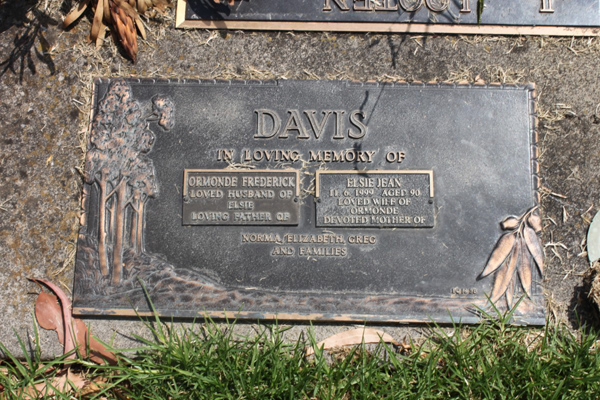 DAVIS
IN LOVING MEMORY OF
ORMONDE FREDERICK
LOVED HUSBAND OF
ELSIE
LOVING FATHER OF
ELSIE JEAN
11·6·1999 AGED 90
LOVED WIFE OF
ORMONDE
DEVOTED MOTHER OF
NORMA, ELIZABETH, GREG
AND FAMILIES